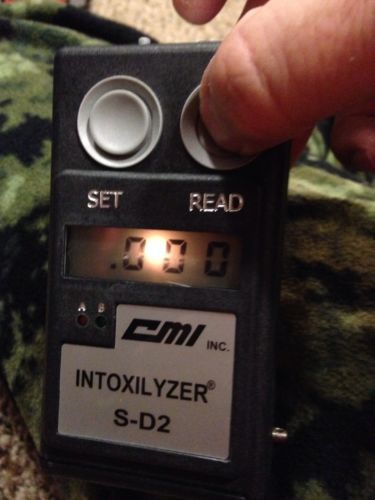 SET READ
.000
A B
CMI INC.
INTOXILYZER®
S-D2